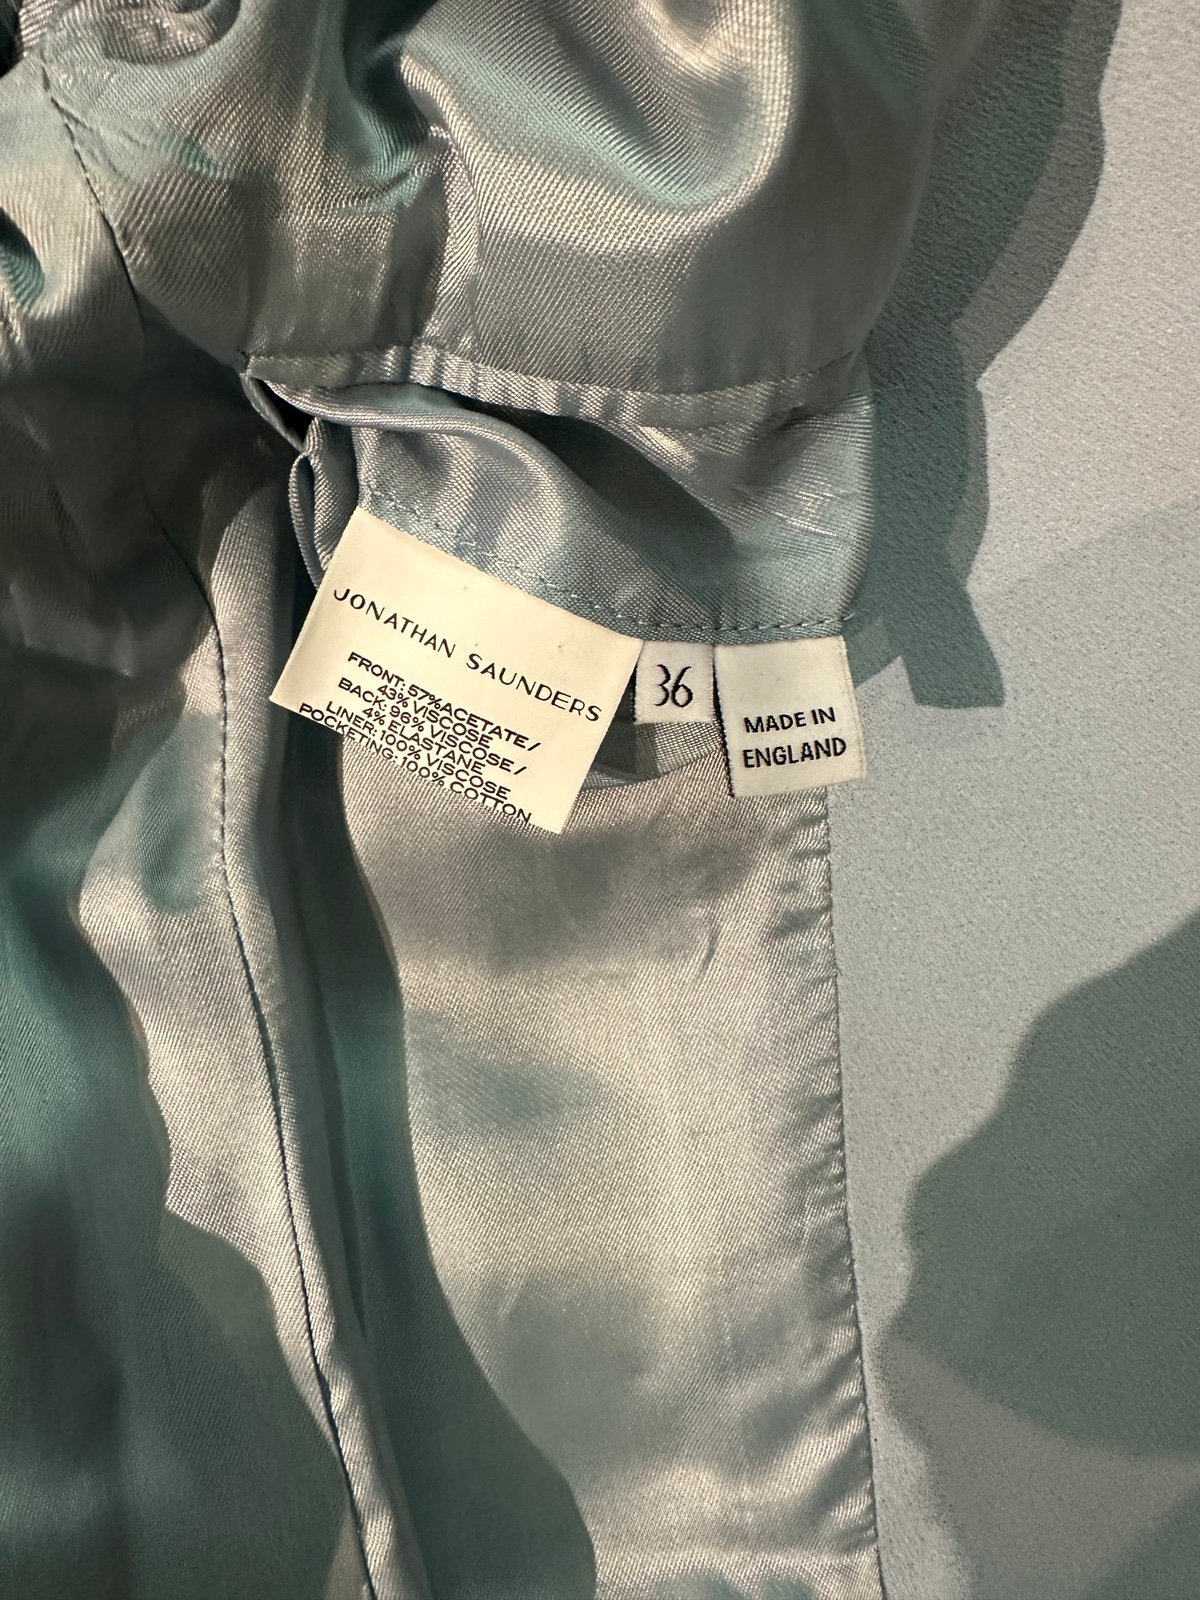 JONATHAN SAUNDERS
FRONT: 57%ACETATE/
43% VISCOSE
BACK: 96% VISCOSE/
4% ELASTANE
LINER: 100% VISCOSE
POCKETING: 100% COTTON
36
MADE IN
ENGLAND